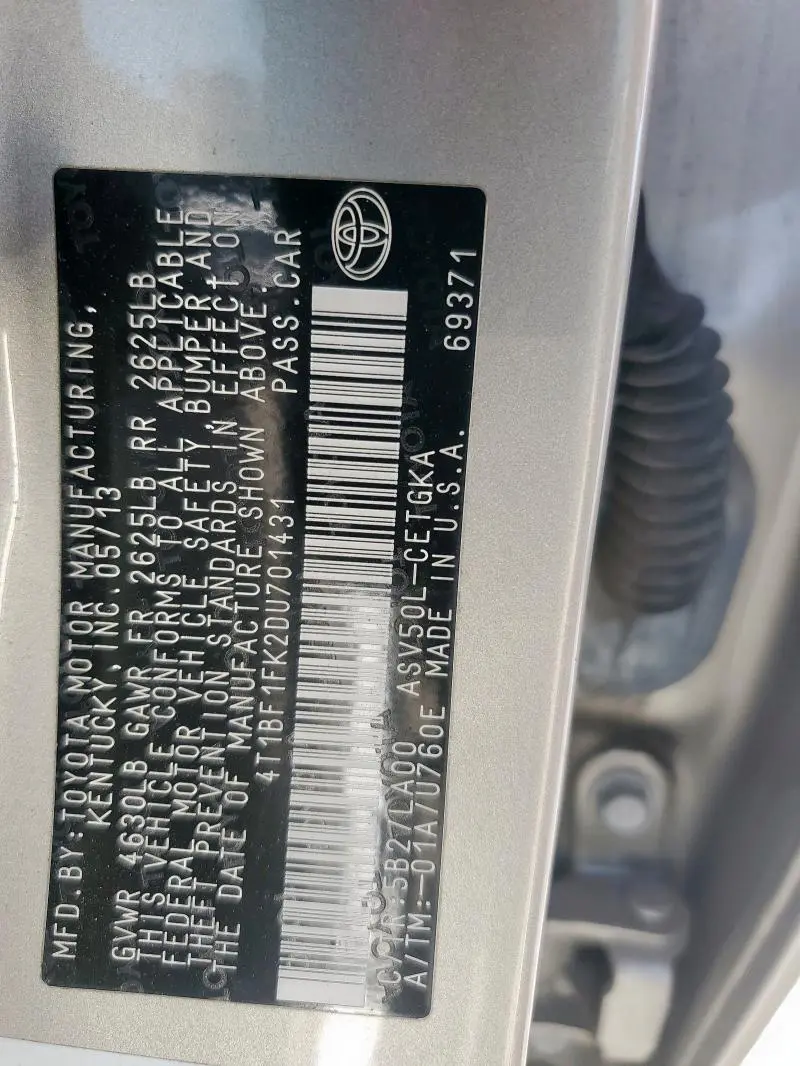 MFD.BY:TOYOTA MOTOR MANUFACTURING,
KENTUCKY,INC.05/13
GVWR 4630LB GAWR FR 2625LB RR 2625LB
THIS VEHICLE CONFORMS TO ALL APPLICABLE
FEDERAL MOTOR VEHICLE SAFETY,BUMPER AND
THEFT PREVENTION STANDARDS IN EFFECT ON
THE DATE OF MANUFACTURE SHOWN ABOVE.
4T1BF1FK2DU701431 PASS.CAR
ASV50L-CETGKA 69371
A/TM:-01A/U760E MADE IN U.S.A.